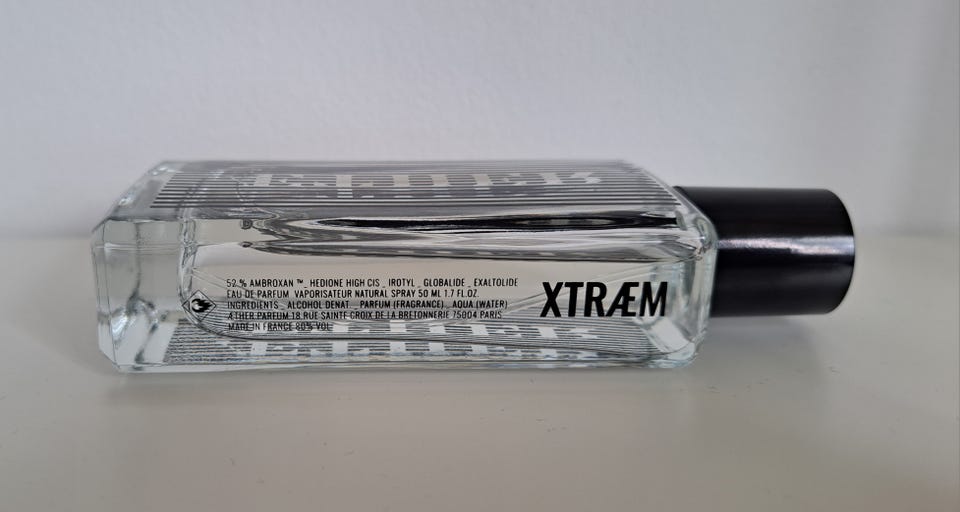 52.% AMBROXAN ™_ HEDIONE HIGH CIS _ IROTYL _ GLOBALIDE _ EXALTOLIDE
EAU DE PARFUM VAPORISATEUR NATURAL SPRAY 50 ML 1.7 FL.OZ.
INGREDIENTS _ ALCOHOL DENAT _ PARFUM (FRAGRANCE) _ AQUA (WATER)
ÆTHER PARFUM 18 RUE SAINTE CROIX DE LA BRETONNERIE 75004 PARIS
MADE IN FRANCE 80% VOL
XTRÆM